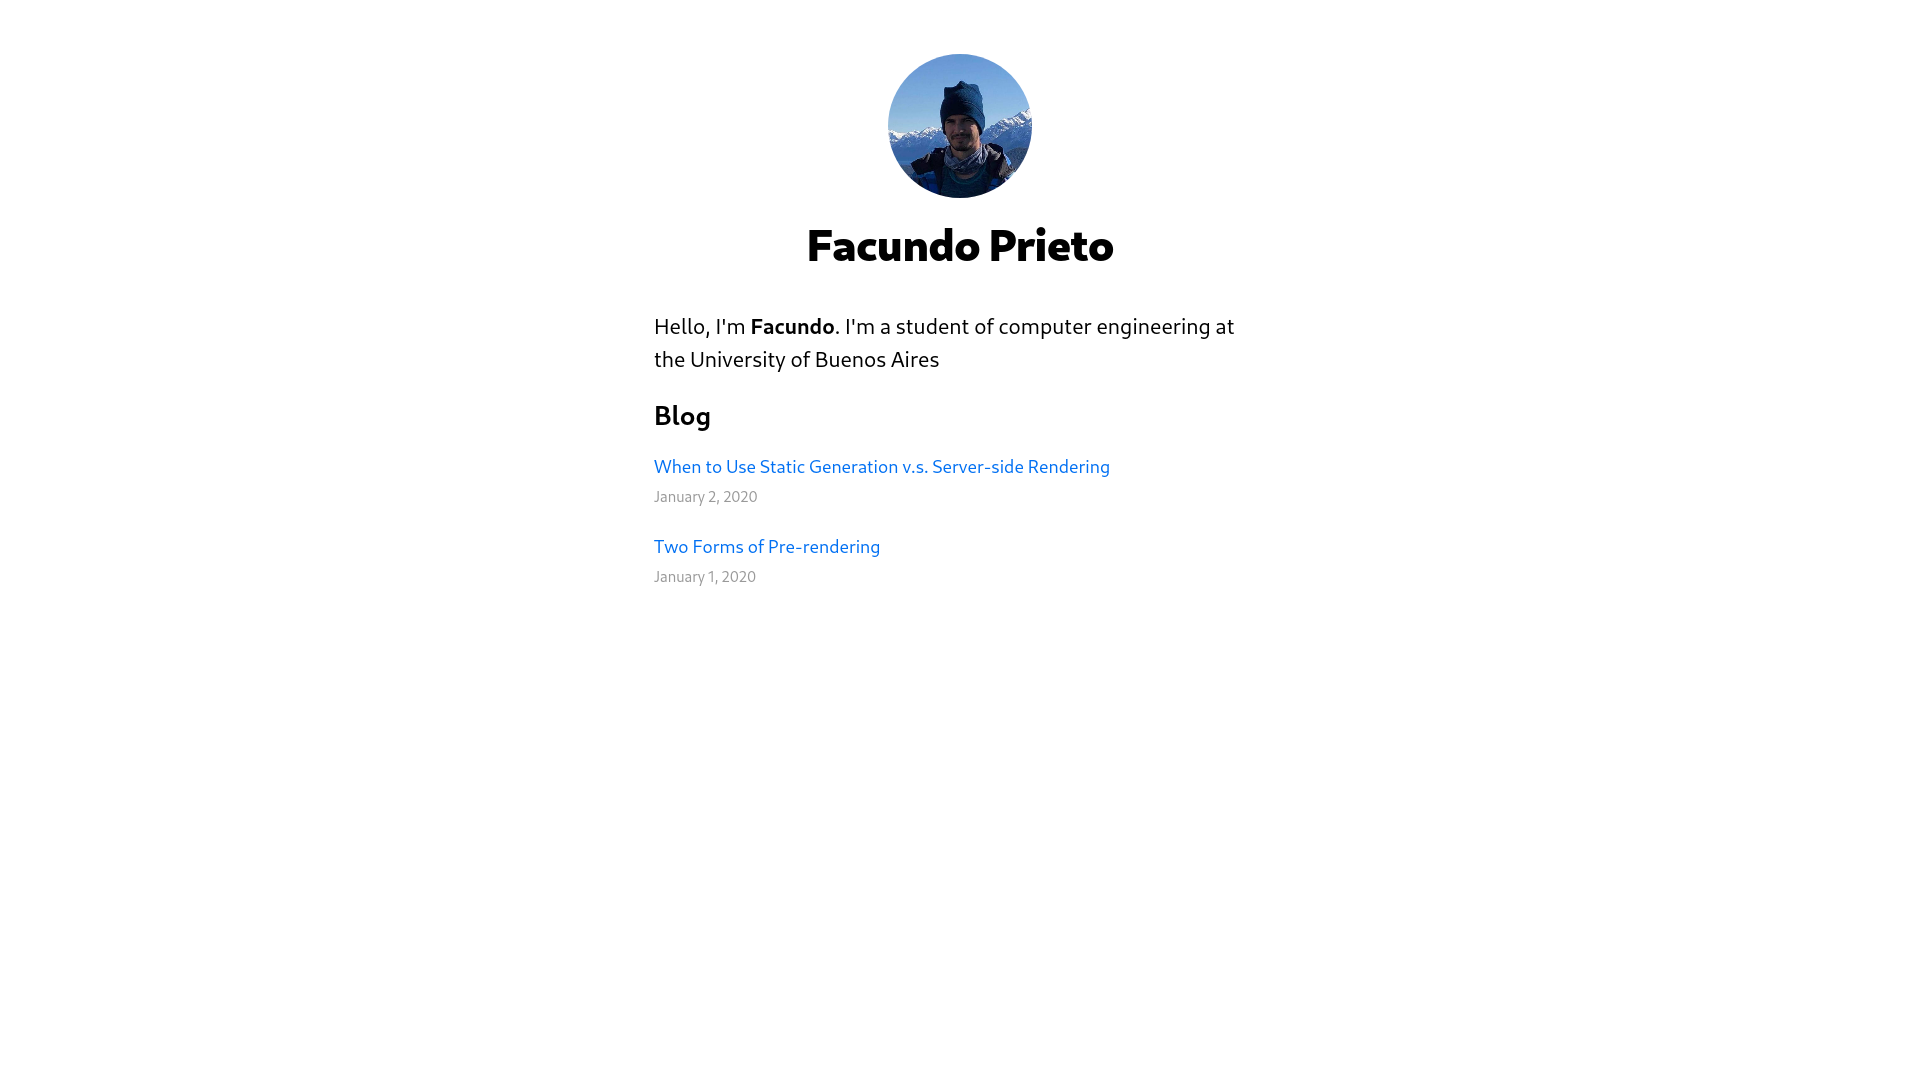 Facundo Prieto
Hello, I'm Facundo. I'm a student of computer engineering at
the University of Buenos Aires
Blog
When to Use Static Generation v.s. Server-side Rendering
January 2, 2020
Two Forms of Pre-rendering
January 1, 2020